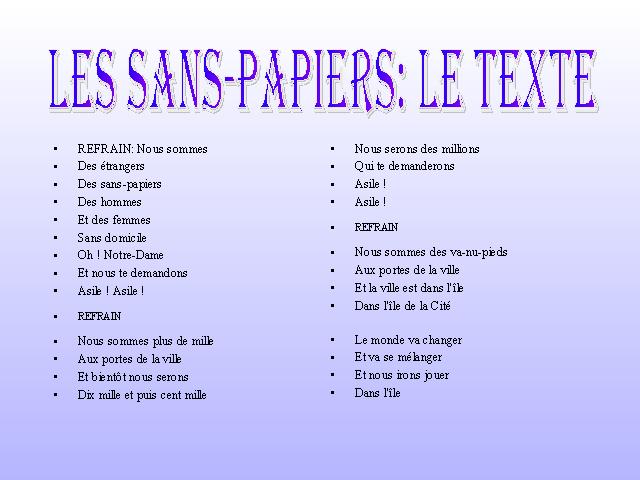 LES SANS-PAPIERS: LE TEXTE
• REFRAIN: Nous sommes
• Des étrangers
• Des sans-papiers
• Des hommes
• Et des femmes
• Sans domicile
• Oh ! Notre-Dame
• Et nous te demandons
• Asile ! Asile !
• REFRAIN
• Nous sommes plus de mille
• Aux portes de la ville
• Et bientôt nous serons
• Dix mille et puis cent mille
• Nous serons des millions
• Qui te demanderons
• Asile !
• Asile !
• REFRAIN
• Nous sommes des va-nu-pieds
• Aux portes de la ville
• Et la ville est dans l'île
• Dans l'île de la Cité
• Le monde va changer
• Et va se mélanger
• Et nous irons jouer
• Dans l'île